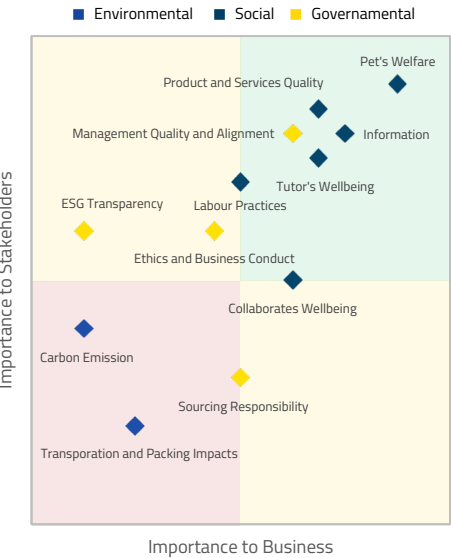 Environmental Social Governamental
Pet's Welfare
Product and Services Quality
Management Quality and Alignment
Information
Tutor's Wellbeing
ESG Transparency
Labour Practices
Ethics and Business Conduct
Collaborates Wellbeing
Carbon Emission
Sourcing Responsibility
Transporation and Packing Impacts
Importance to Stakeholders
Importance to Business